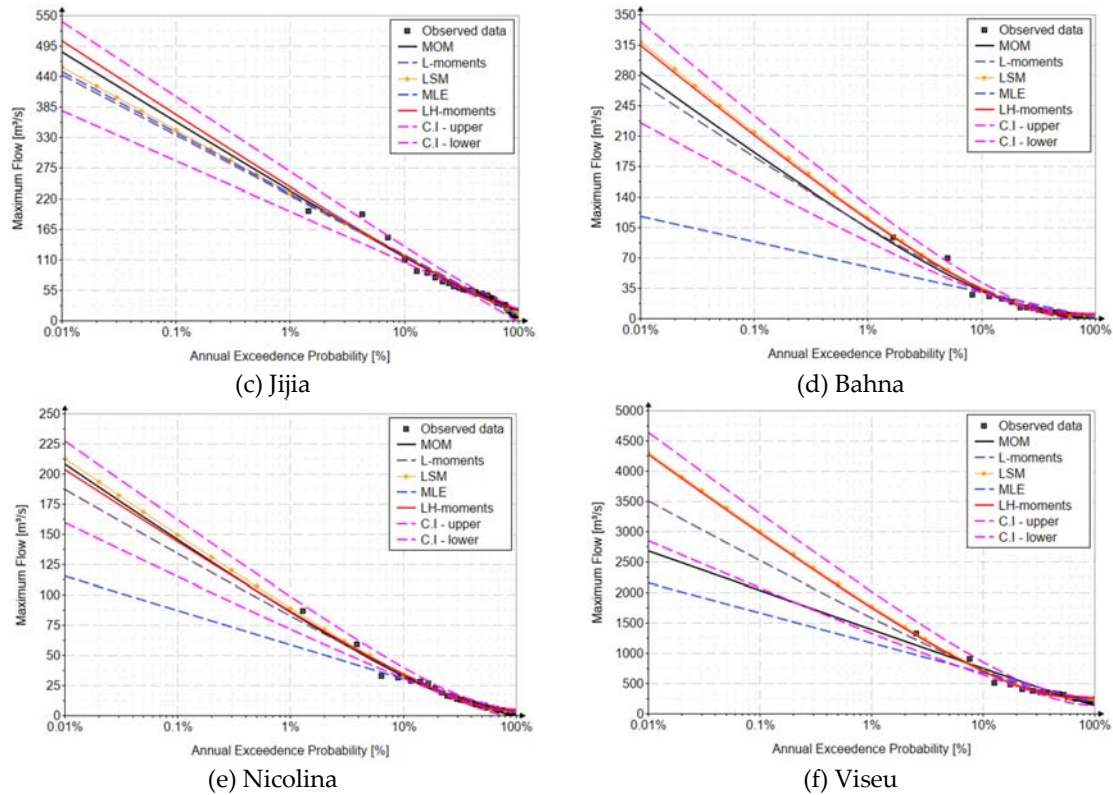 550
495
440
385
330
275
220
165
110
55
0
Maximum Flow [m³/s]
0.01% 0.1% 1% 10% 100%
Annual Exceedence Probability [%]
Observed data
MOM
L-moments
LSM
MLE
LH-moments
C.I - upper
C.I - lower
(c) Jijia
350
315
280
245
210
175
140
105
70
35
0
Maximum Flow [m³/s]
0.01% 0.1% 1% 10% 100%
Annual Exceedence Probability [%]
Observed data
MOM
L-moments
LSM
MLE
LH-moments
C.I - upper
C.I - lower
(d) Bahna
250
225
200
175
150
125
100
75
50
25
0
Maximum Flow [m³/s]
0.01% 0.1% 1% 10% 100%
Annual Exceedence Probability [%]
Observed data
MOM
L-moments
LSM
MLE
LH-moments
C.I - upper
C.I - lower
(e) Nicolina
5000
4500
4000
3500
3000
2500
2000
1500
1000
500
0
Maximum Flow [m³/s]
0.01% 0.1% 1% 10% 100%
Annual Exceedence Probability [%]
Observed data
MOM
L-moments
LSM
MLE
LH-moments
C.I - upper
C.I - lower
(f) Viseu